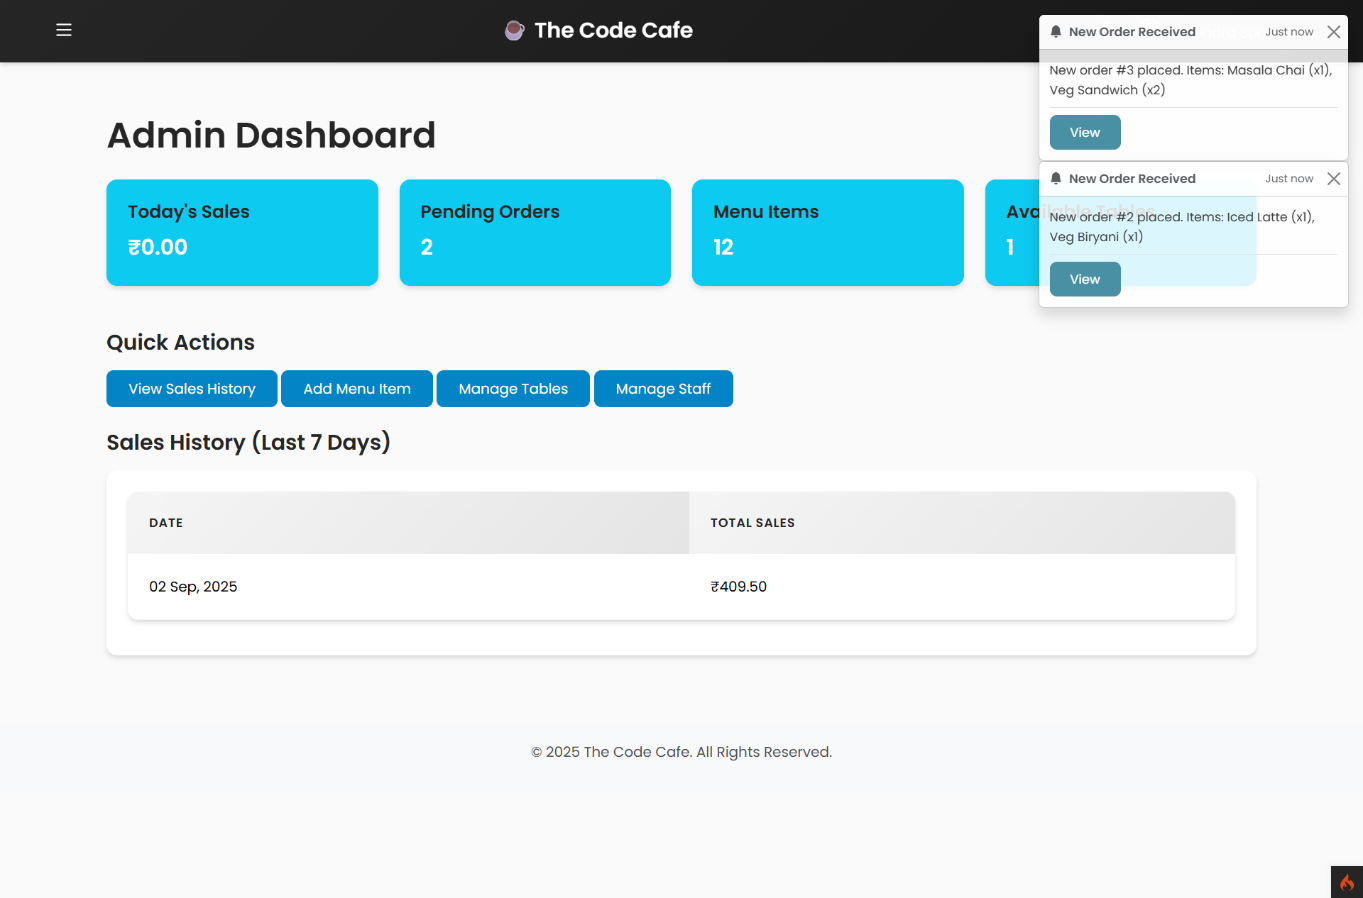 The Code Cafe
New Order Received Just now
New order #3 placed. Items: Masala Chai (x1),
Veg Sandwich (x2)
View
New Order Received Just now
New order #2 placed. Items: Iced Latte (x1),
Veg Biryani (x1)
View
Admin Dashboard
Today's Sales
₹0.00
Pending Orders
2
Menu Items
12
Available Tables
1
Quick Actions
View Sales History Add Menu Item Manage Tables Manage Staff
Sales History (Last 7 Days)
DATE TOTAL SALES
02 Sep, 2025 ₹409.50
© 2025 The Code Cafe. All Rights Reserved.